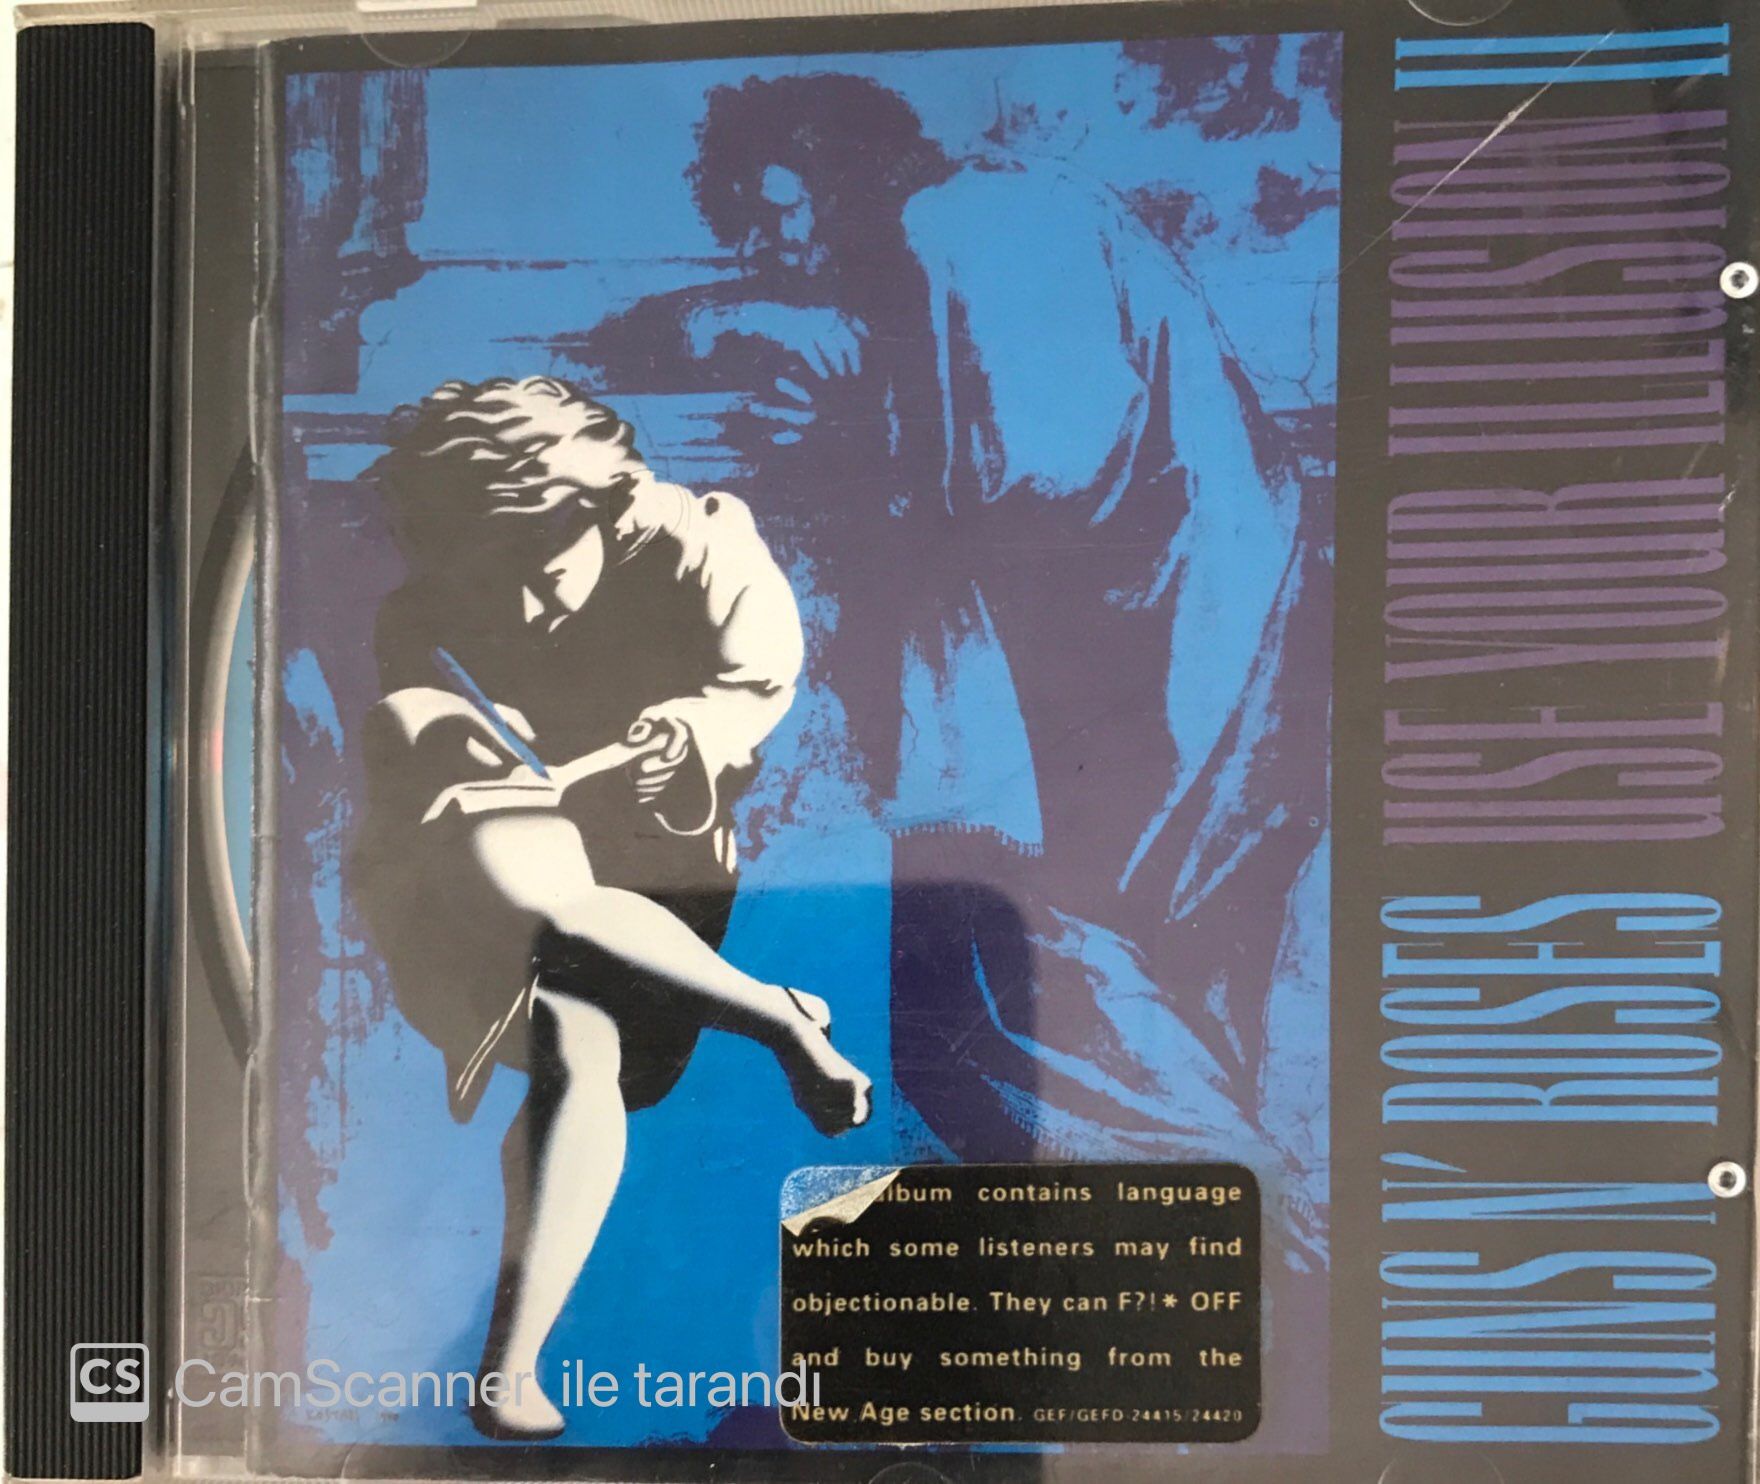 GUNS N' ROSES USE YOUR ILLUSION II
album contains language
which some listeners may find
objectionable. They can F?!* OFF
and buy something from the
New Age section. GEF/GEFD-24415/24420
CS CamScanner ile tarandı